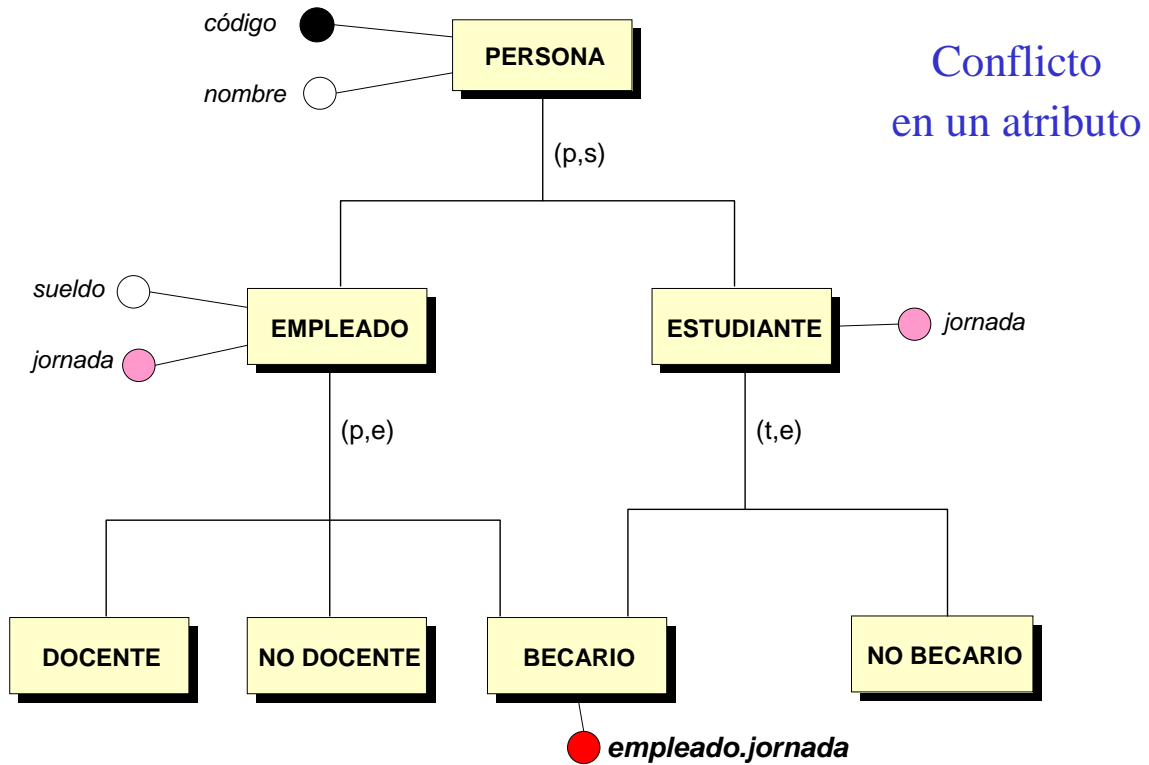 código
PERSONA
nombre
Conflicto
en un atributo
(p,s)
sueldo
EMPLEADO
jornada
ESTUDIANTE
jornada
(p,e)
(t,e)
DOCENTE
NO DOCENTE
BECARIO
NO BECARIO
empleado.jornada